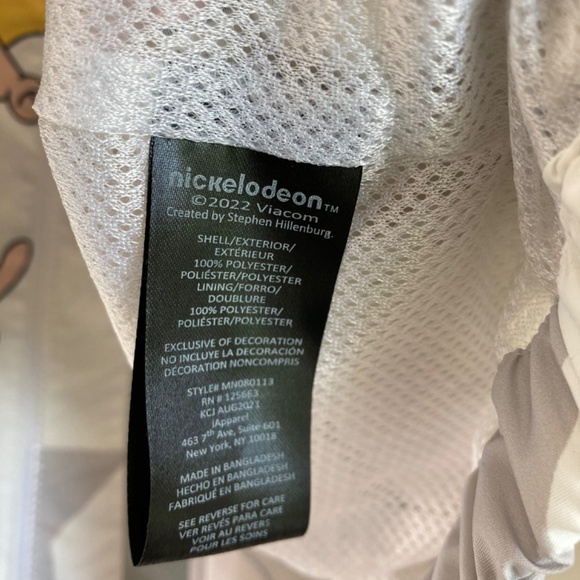 nickelodeon™
©2022 Viacom
Created by Stephen Hillenburg.
SHELL/EXTERIOR/
EXTÉRIEUR
100% POLYESTER/
POLIÉSTER/POLYESTER
LINING/FORRO/
DOUBLURE
100% POLYESTER/
POLIÉSTER/POLYESTER
EXCLUSIVE OF DECORATION
NO INCLUYE LA DECORACIÓN
DÉCORATION NONCOMPRIS
STYLE# MN080113
RN # 125663
KCJ AUG2021
iApparel
463 7th Ave, Suite 601
New York, NY 10018
MADE IN BANGLADESH
HECHO EN BANGLADESH
FABRIQUÉ EN BANGLADESH
SEE REVERSE FOR CARE
VER REVÉS PARA CARE
VOIR AU REVERS
POUR LES SOINS